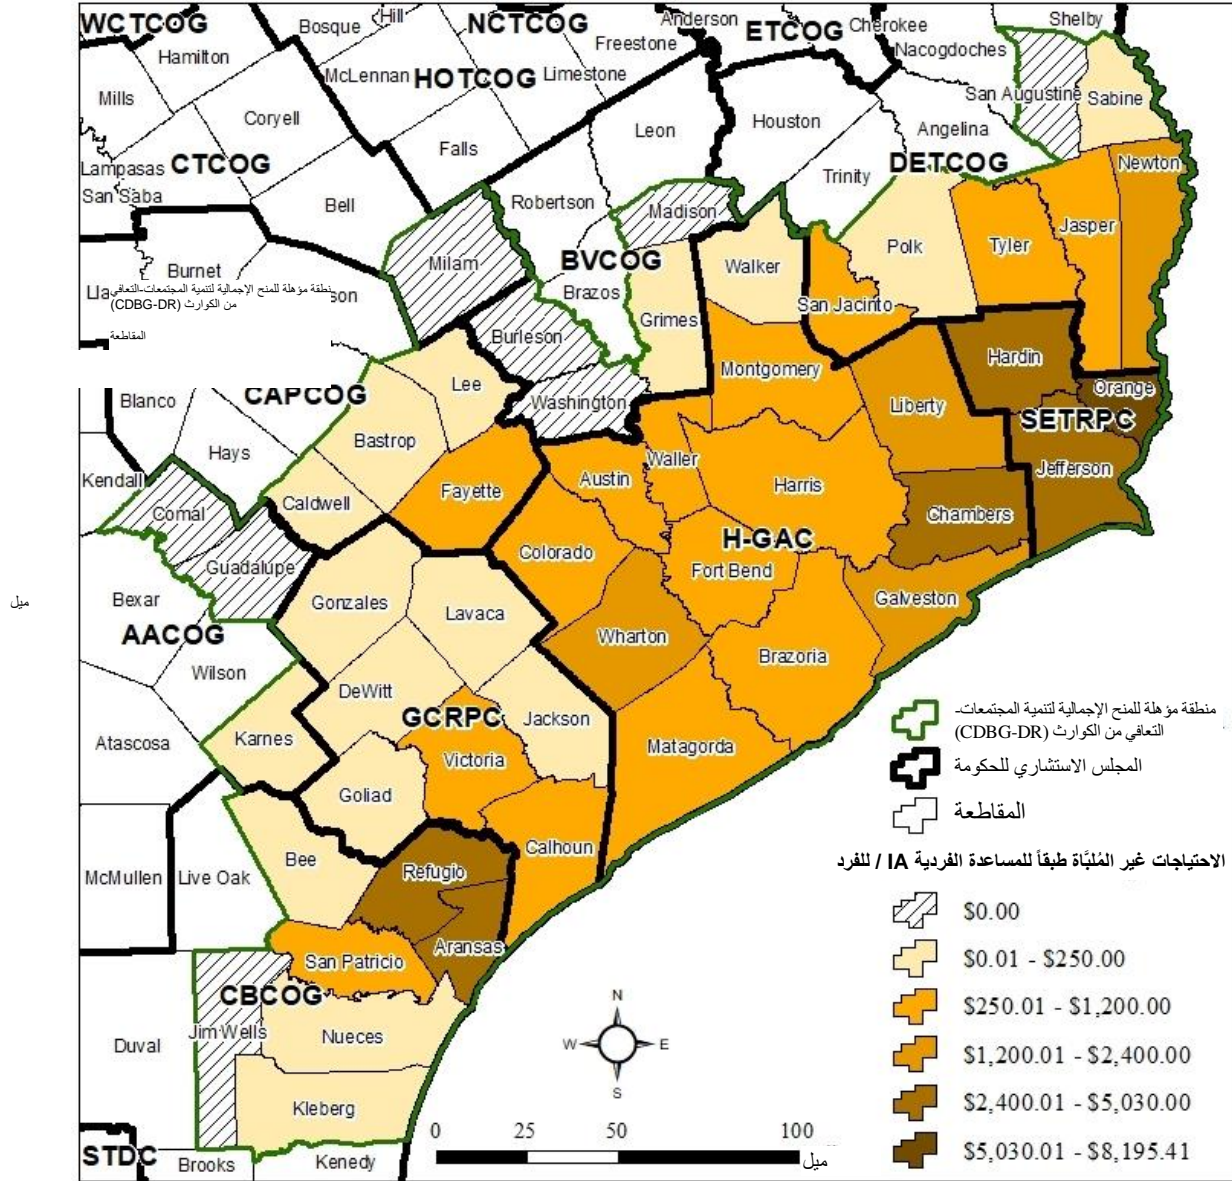 WCTCOG
Bosque
Hill
NCTCOG
Anderson
ETCOG
Cherokee
Shelby
Hamilton
Freestone
Nacogdoches
McLennan
HOTCOG
Limestone
San Augustine
Sabine
Mills
Coryell
Leon
Houston
Angelina
Falls
Lampasas
CTCOG
DETCOG
Newton
San Saba
Bell
Robertson
Madison
Trinity
Jasper
Milam
BVCOG
Walker
Polk
Tyler
Burnet
Brazos
Grimes
San Jacinto
نطقة مؤهلة للمنح الإجمالية لتنمية المجتمعات-التعافي
Lla
son
من الكوارث (CDBG-DR)
المقاطعة
Burleson
Hardin
Montgomery
Lee
Orange
CAPCOG
Blanco
Washington
Liberty
SETRPC
Bastrop
Hays
Waller
Jefferson
Kendall
Austin
Harris
Fayette
Caldwell
Comal
Chambers
H-GAC
Colorado
Guadalupe
Fort Bend
Bexar
Gonzales
Lavaca
Galveston
ميل
AACOG
Wharton
Brazoria
Wilson
DeWitt
GCRPC
Jackson
Atascosa
Karnes
Victoria
Matagorda
Goliad
Calhoun
Bee
McMullen
Live Oak
Refugio
Aransas
San Patricio
CBCOG
Jim Wells
Nueces
Duval
Kleberg
STDC
Brooks
Kenedy
N
W
E
S
0
25
50
100
ميل
منطقة مؤهلة للمنح الإجمالية لتنمية المجتمعات-
التعافي من الكوارث (CDBG-DR)
المجلس الاستشاري للحكومة
المقاطعة
الاحتياجات غير المُلبَّاة طبقاً للمساعدة الفردية IA / للفرد
$0.00
$0.01 - $250.00
$250.01 - $1,200.00
$1,200.01 - $2,400.00
$2,400.01 - $5,030.00
$5,030.01 - $8,195.41